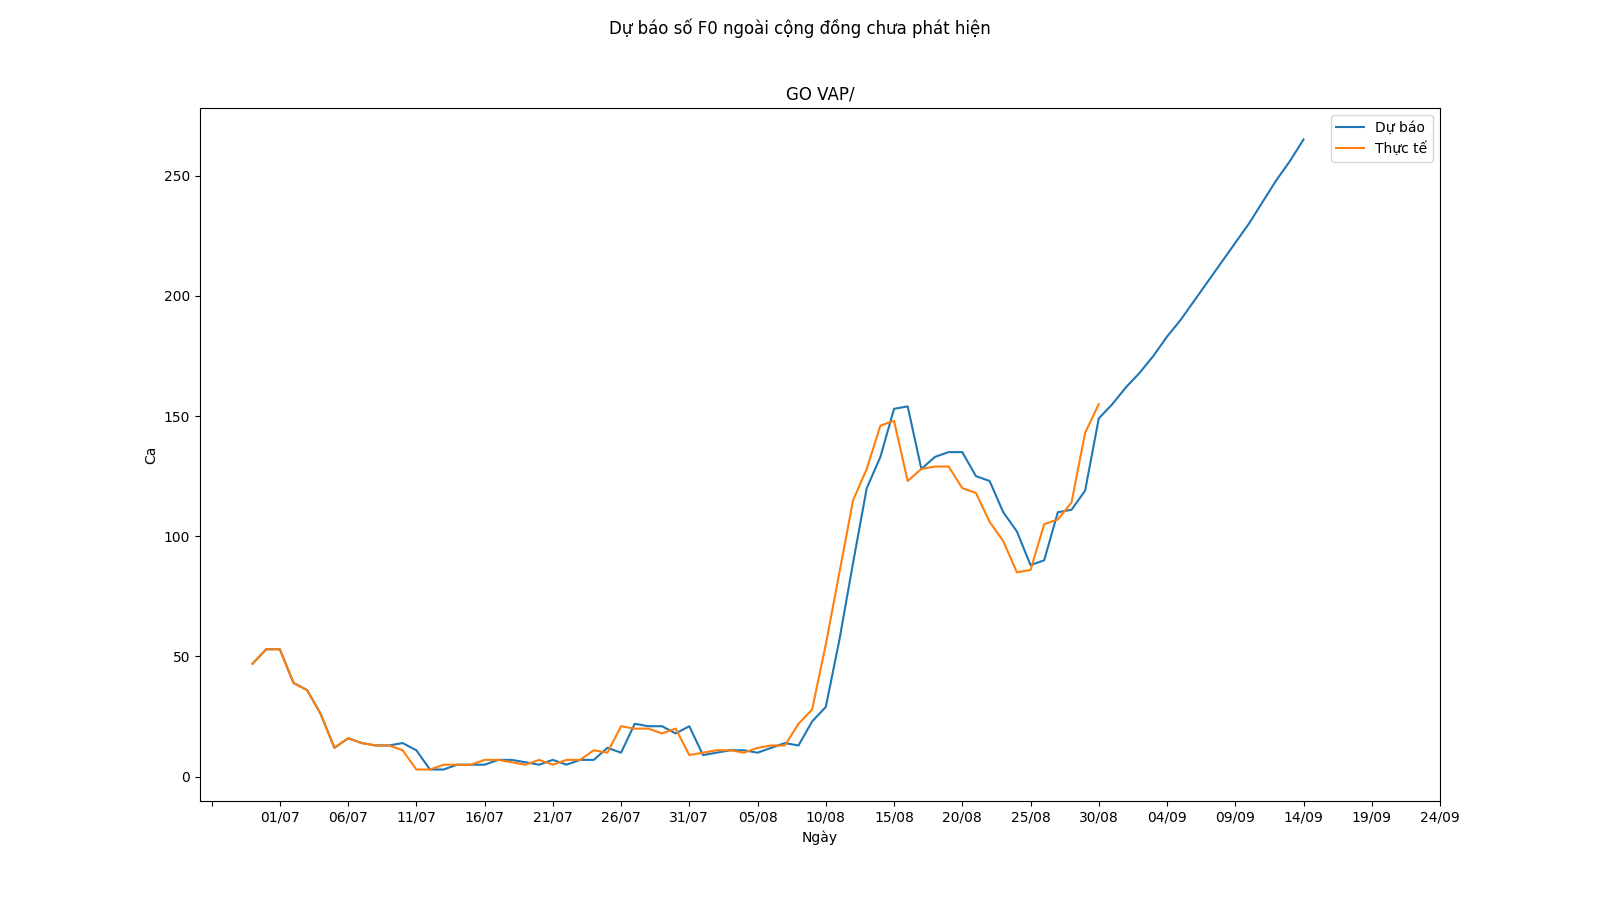 Dự báo số F0 ngoài cộng đồng chưa phát hiện
GO VAP/
Dự báo
Thực tế
250
200
150
100
50
0
Ca
01/07 06/07 11/07 16/07 21/07 26/07 31/07 05/08 10/08 15/08 20/08 25/08 30/08 04/09 09/09 14/09 19/09 24/09
Ngày